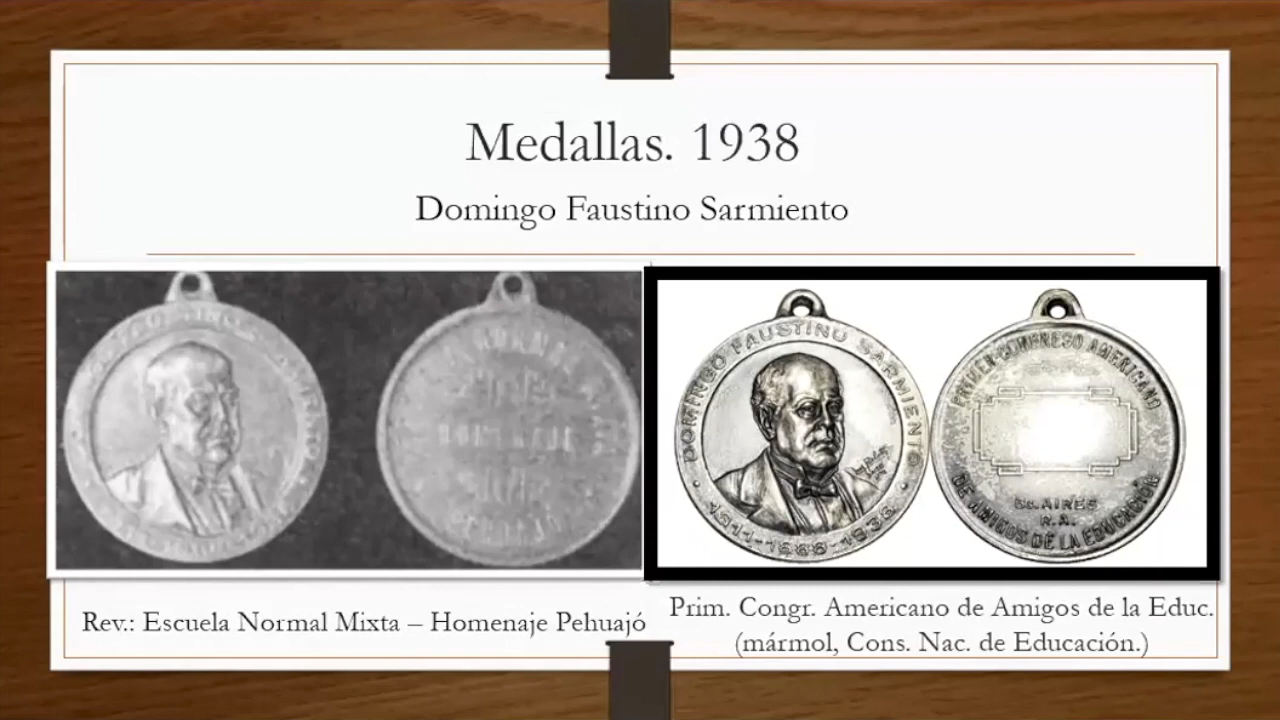 Medallas. 1938
Domingo Faustino Sarmiento
DOMINGO FAUSTINO SARMIENTO
1811-1888-1938
PRIMER CONGRESO AMERICANO
Bs. AIRES
R.A.
DE AMIGOS DE LA EDUCACIÓN
Rev.: Escuela Normal Mixta – Homenaje Pehuajó
Prim. Congr. Americano de Amigos de la Educ.
(mármol, Cons. Nac. de Educación.)